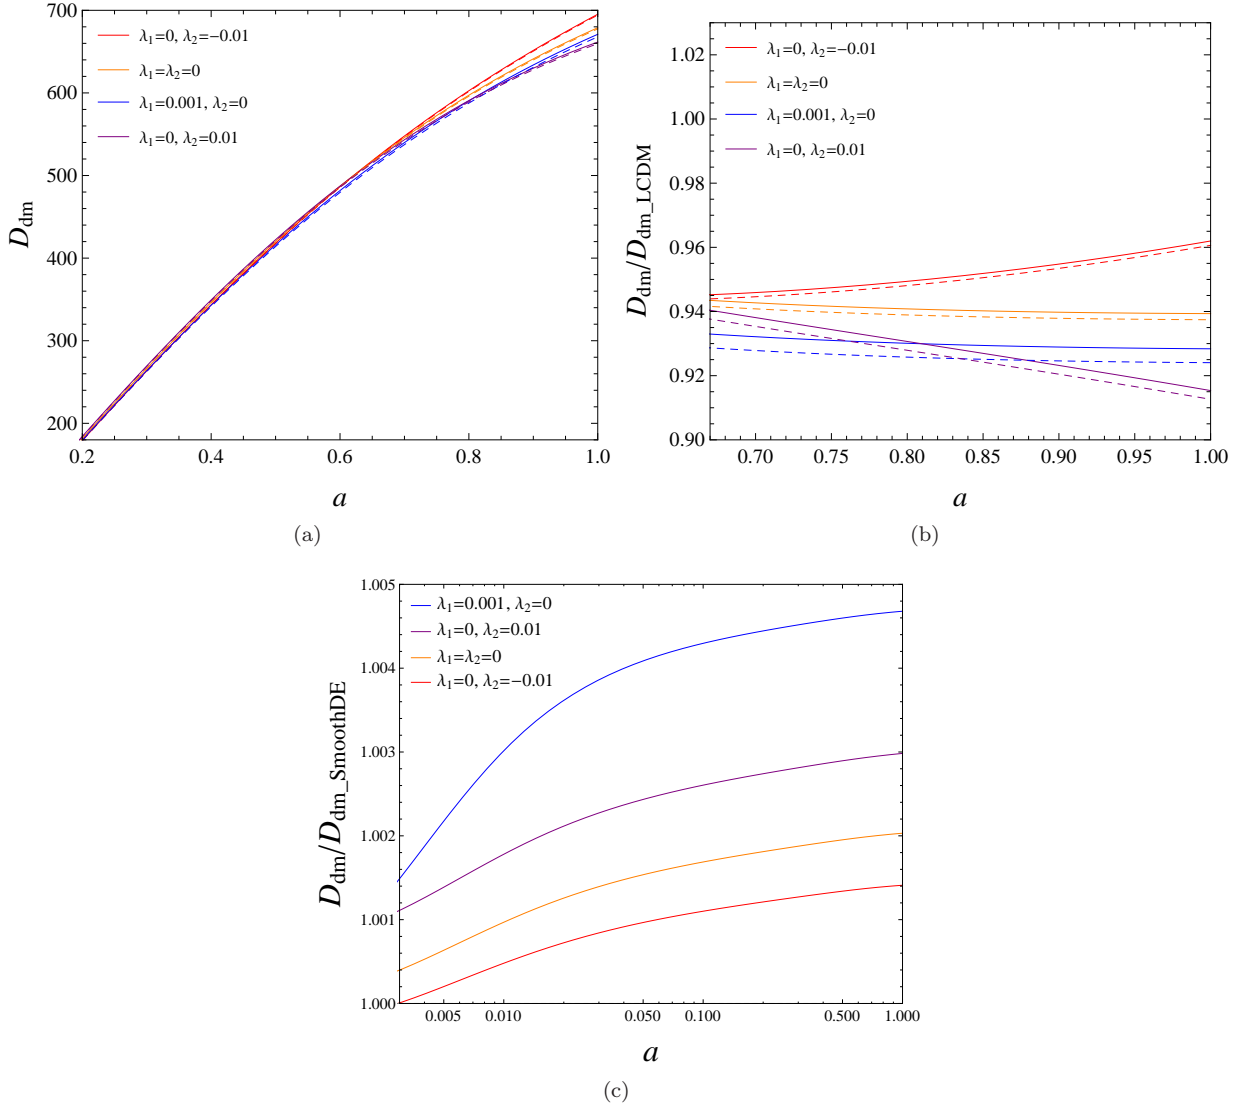 700
600
500
400
300
200
0.2
0.4
0.6
0.8
1.0
D_dm
a
λ₁=0, λ₂=−0.01
λ₁=λ₂=0
λ₁=0.001, λ₂=0
λ₁=0, λ₂=0.01
(a)
1.02
1.00
0.98
0.96
0.94
0.92
0.90
0.70
0.75
0.80
0.85
0.90
0.95
1.00
D_dm/D_dm_LCDM
a
λ₁=0, λ₂=−0.01
λ₁=λ₂=0
λ₁=0.001, λ₂=0
λ₁=0, λ₂=0.01
(b)
1.005
1.004
1.003
1.002
1.001
1.000
0.005
0.010
0.050
0.100
0.500
1.000
D_dm/D_dm_SmoothDE
a
λ₁=0.001, λ₂=0
λ₁=0, λ₂=0.01
λ₁=λ₂=0
λ₁=0, λ₂=−0.01
(c)